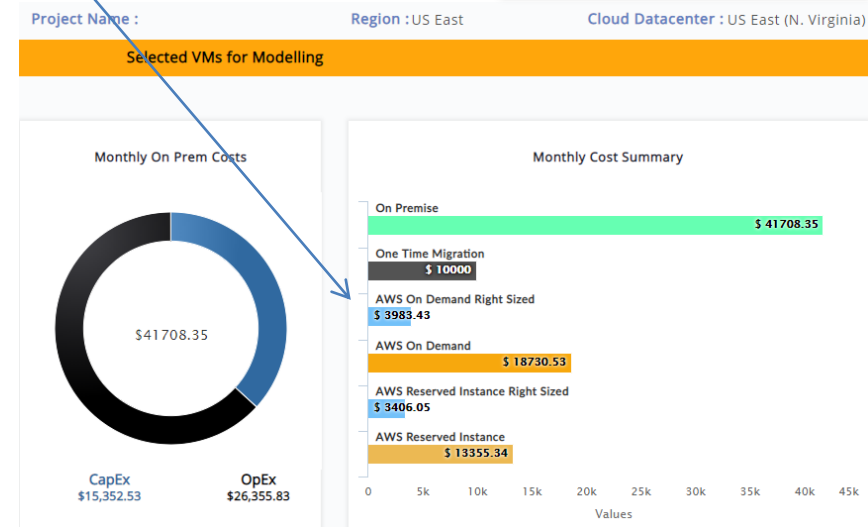 Project Name :
Region : US East
Cloud Datacenter : US East (N. Virginia)
Selected VMs for Modelling
Monthly On Prem Costs
$41708.35
CapEx
$15,352.53
OpEx
$26,355.83
Monthly Cost Summary
On Premise
$ 41708.35
One Time Migration
$ 10000
AWS On Demand Right Sized
$ 3983.43
AWS On Demand
$ 18730.53
AWS Reserved Instance Right Sized
$ 3406.05
AWS Reserved Instance
$ 13355.34
0 5k 10k 15k 20k 25k 30k 35k 40k 45k
Values